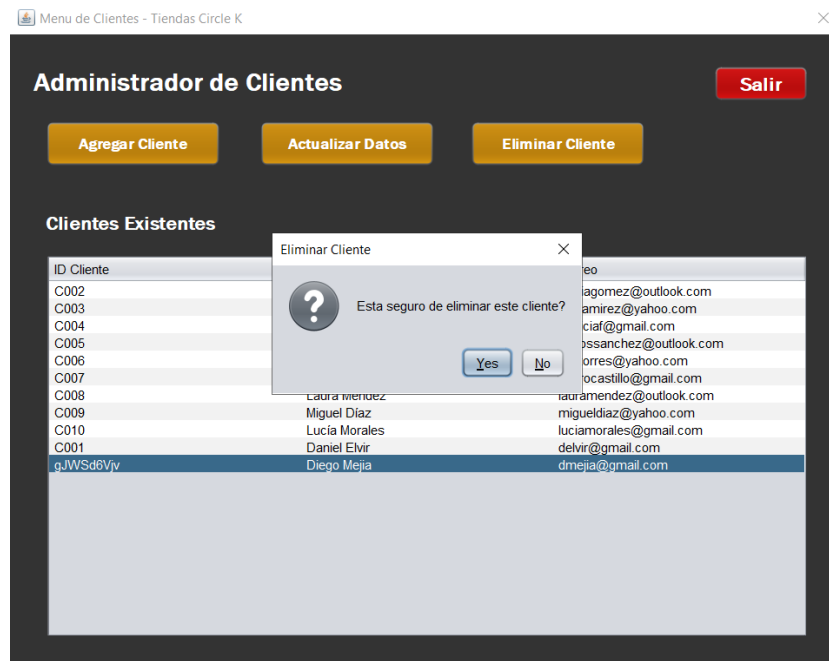 Menu de Clientes - Tiendas Circle K
Administrador de Clientes
Salir
Agregar Cliente Actualizar Datos Eliminar Cliente
Clientes Existentes
Eliminar Cliente
Esta seguro de eliminar este cliente?
Yes No
ID Cliente
C002
C003
C004
C005
C006
C007
C008 Laura Méndez lauramendez@outlook.com
C009 Miguel Díaz migueldiaz@yahoo.com
C010 Lucía Morales luciamorales@gmail.com
C001 Daniel Elvir delvir@gmail.com
gJWSd6Vjv Diego Mejia dmejia@gmail.com